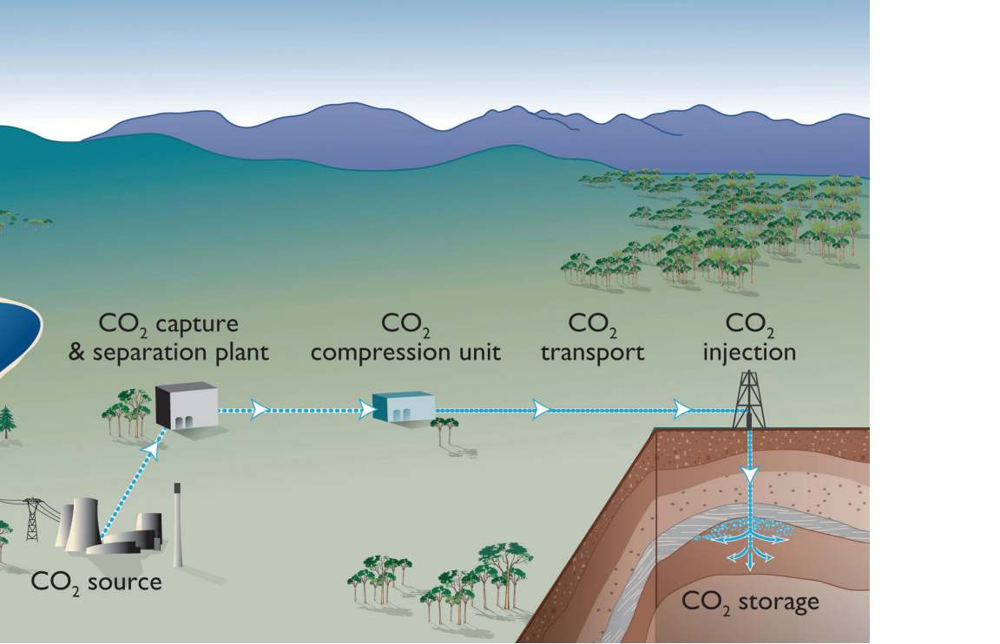 CO₂ capture
& separation plant
CO₂
compression unit
CO₂
transport
CO₂
injection
CO₂ source
CO₂ storage